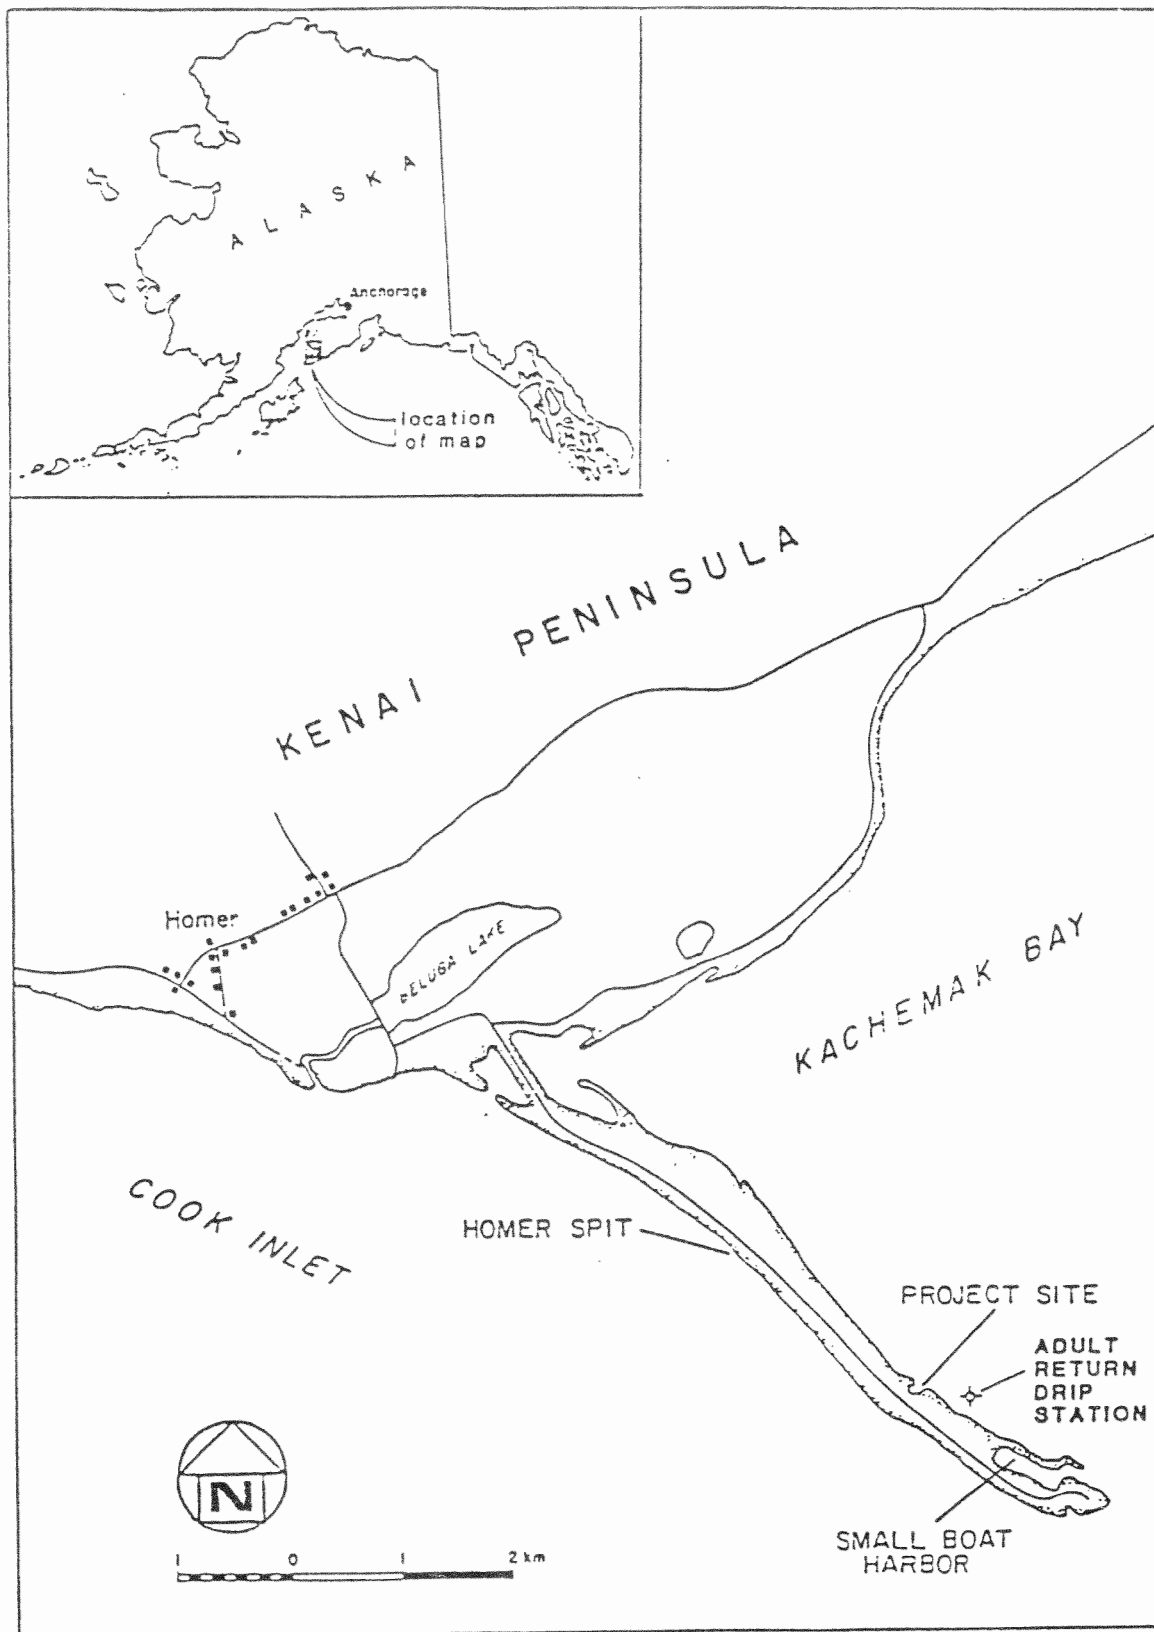 ALASKA
Anchorage
location
of map
KENAI PENINSULA
Homer
BELUGA LAKE
KACHEMAK BAY
COOK INLET
HOMER SPIT
PROJECT SITE
ADULT
RETURN
DRIP
STATION
SMALL BOAT
HARBOR
N
1 0 1 2 km